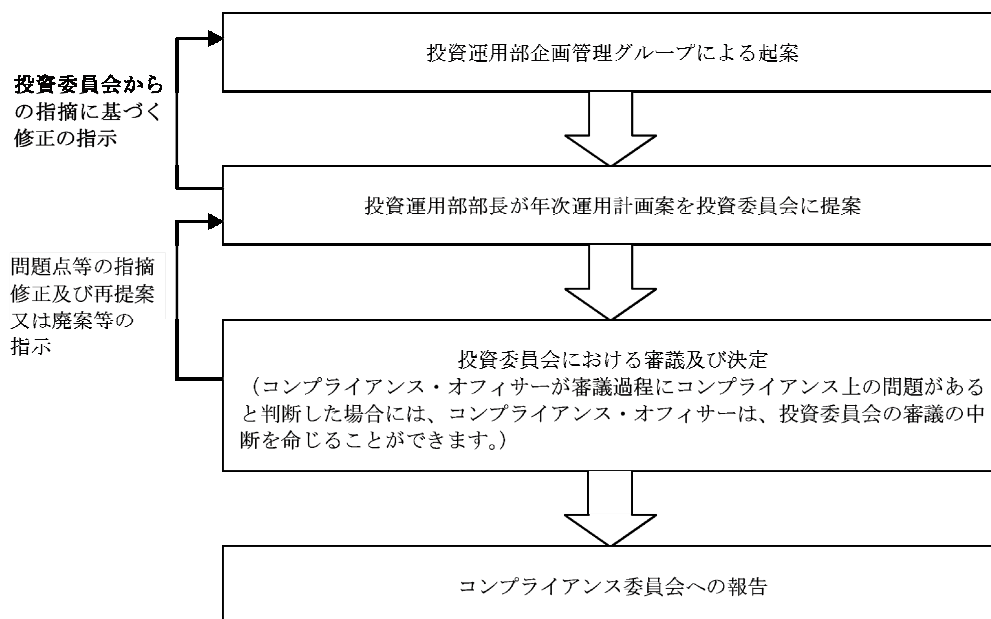 投資運用部企画管理グループによる起案
投資委員会から
の指摘に基づく
修正の指示
投資運用部部長が年次運用計画案を投資委員会に提案
問題点等の指摘
修正及び再提案
又は廃案等の
指示
投資委員会における審議及び決定
（コンプライアンス・オフィサーが審議過程にコンプライアンス上の問題がある
と判断した場合には、コンプライアンス・オフィサーは、投資委員会の審議の中
断を命じることができます。）
コンプライアンス委員会への報告